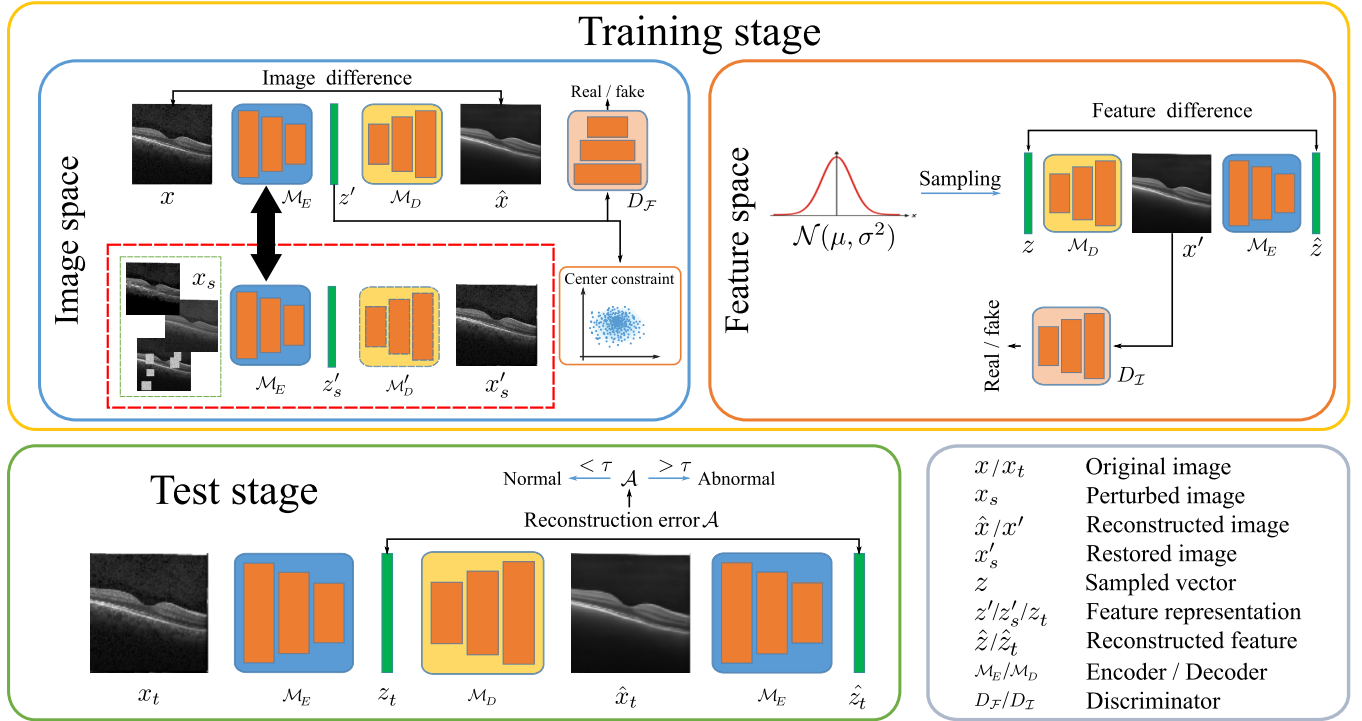 Training stage
Image space
Image difference
Real / fake
x
ℳ_E
z′
ℳ_D
x̂
D_ℱ
x_s
ℳ_E
z′_s
ℳ′_D
x′_s
Center constraint
Feature space
𝒩(μ, σ²)
Sampling
Feature difference
z
ℳ_D
x′
ℳ_E
ẑ
Real / fake
D_ℐ
Test stage
Normal < τ 𝒜 > τ Abnormal
Reconstruction error 𝒜
x_t
ℳ_E
z_t
ℳ_D
x̂_t
ℳ_E
ẑ_t
x/x_t Original image
x_s Perturbed image
x̂/x′ Reconstructed image
x′_s Restored image
z Sampled vector
z′/z′_s/z_t Feature representation
ẑ/ẑ_t Reconstructed feature
ℳ_E/ℳ_D Encoder / Decoder
D_ℱ/D_ℐ Discriminator